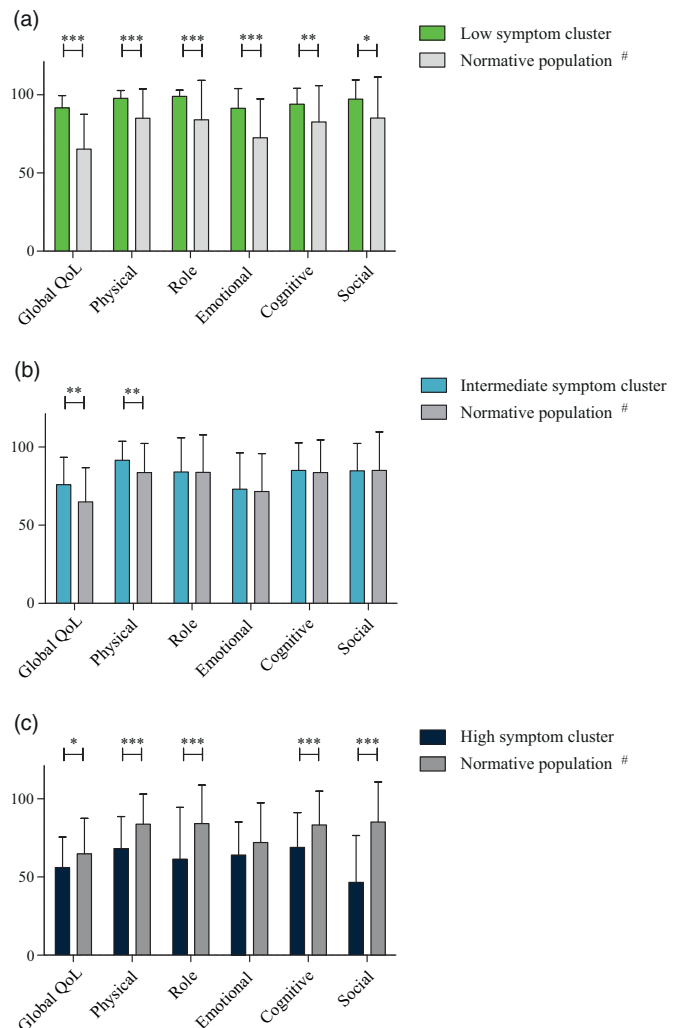 (a)
*** *** *** *** ** *
Low symptom cluster
Normative population #
100
50
0
Global QoL
Physical
Role
Emotional
Cognitive
Social
(b)
** **
Intermediate symptom cluster
Normative population #
100
50
0
Global QoL
Physical
Role
Emotional
Cognitive
Social
(c)
* *** *** *** ***
High symptom cluster
Normative population #
100
50
0
Global QoL
Physical
Role
Emotional
Cognitive
Social